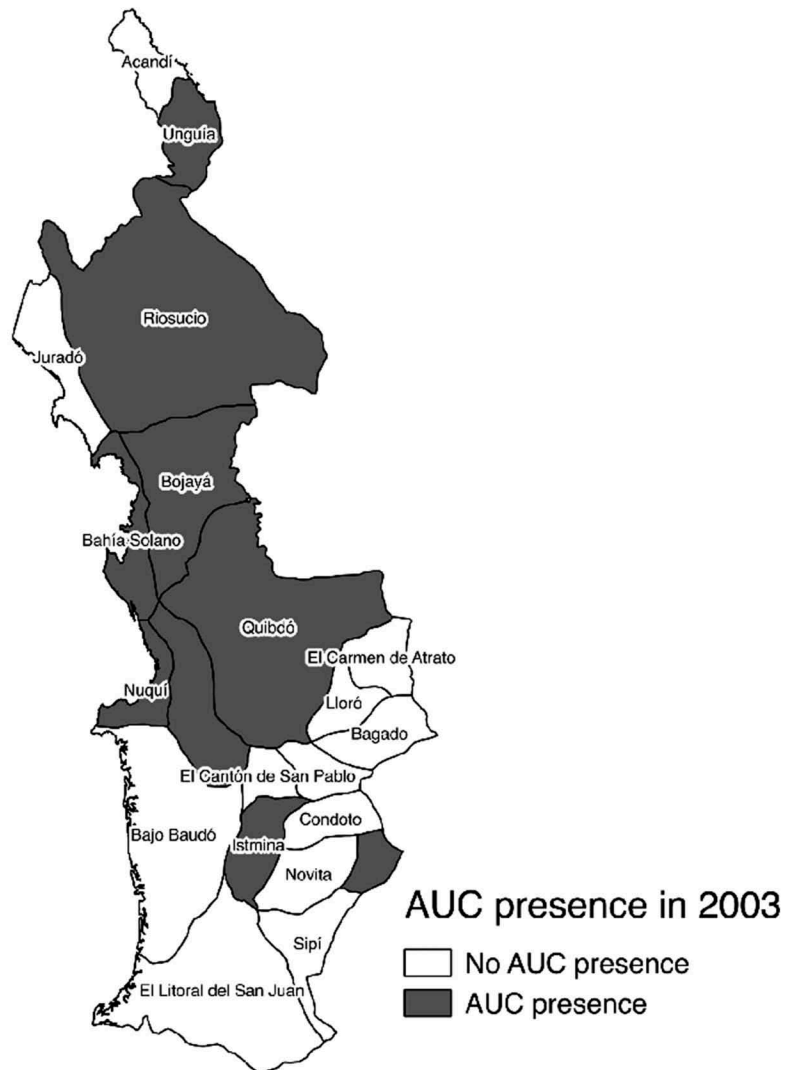 Acandí
Unguía
Riosucio
Juradó
Bojayá
Bahía Solano
Quibdó
El Carmen de Atrato
Nuquí
Lloró
Bagado
El Cantón de San Pablo
Condoto
Bajo Baudó
Istmina
Novita
AUC presence in 2003
Sipí
No AUC presence
El Litoral del San Juan
AUC presence